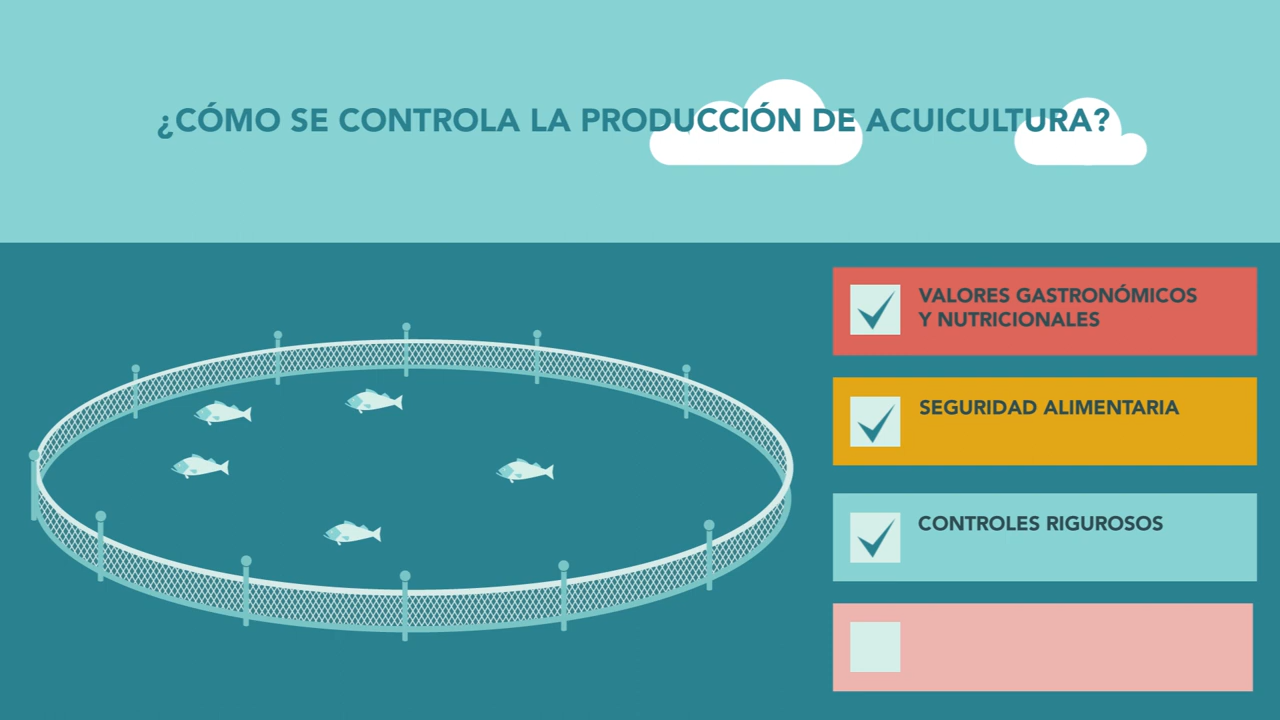 ¿CÓMO SE CONTROLA LA PRODUCCIÓN DE ACUICULTURA?
VALORES GASTRONÓMICOS
Y NUTRICIONALES
SEGURIDAD ALIMENTARIA
CONTROLES RIGUROSOS